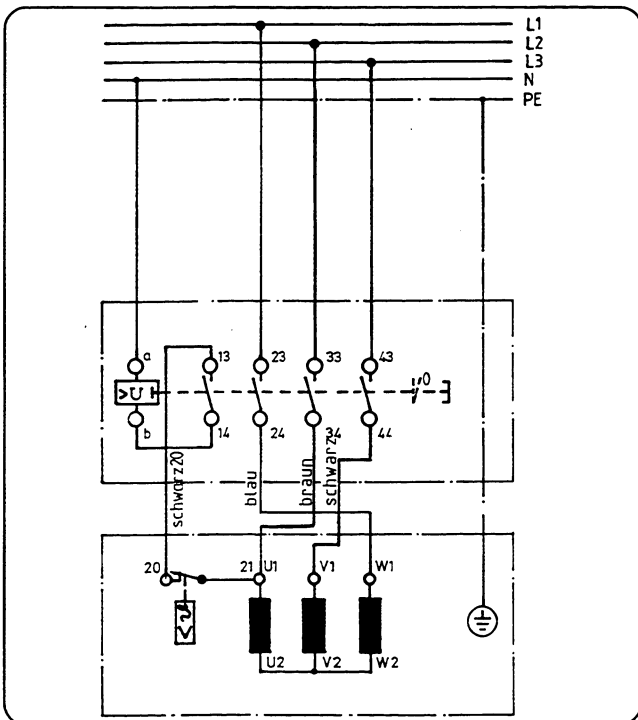 L1
L2
L3
N
PE
a 13 23 33 43
U<
I''0
b 14 24 34 44
schwarz20
blau
braun
schwarz
20 21 U1 V1 W1
ϑ>
U2 V2 W2